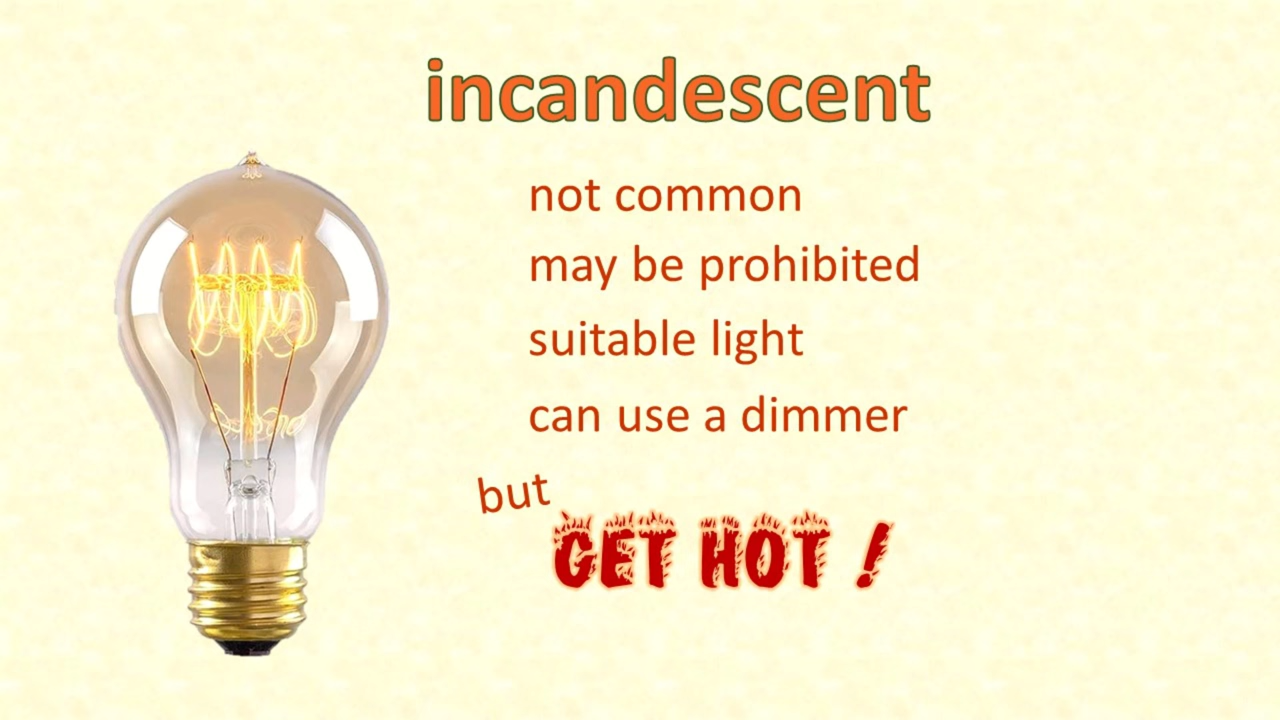 incandescent
not common
may be prohibited
suitable light
can use a dimmer
but
GET HOT !